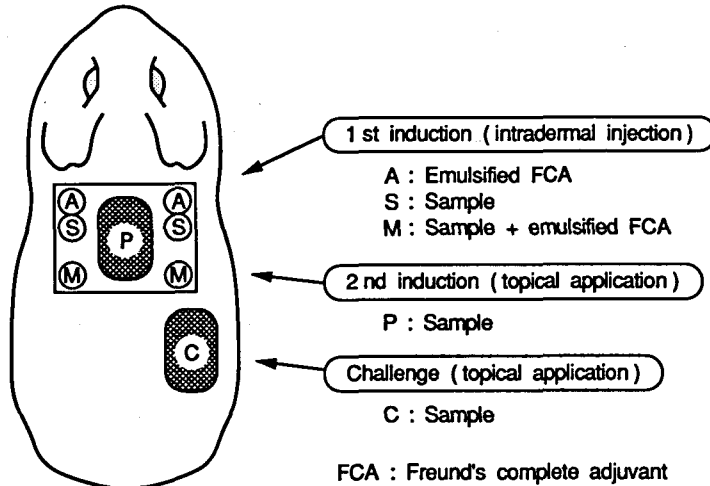 1 st induction ( intradermal injection )
A : Emulsified FCA
S : Sample
M : Sample + emulsified FCA
A A
S S
P
M M
2 nd induction ( topical application )
P : Sample
C
Challenge ( topical application )
C : Sample
FCA : Freund's complete adjuvant